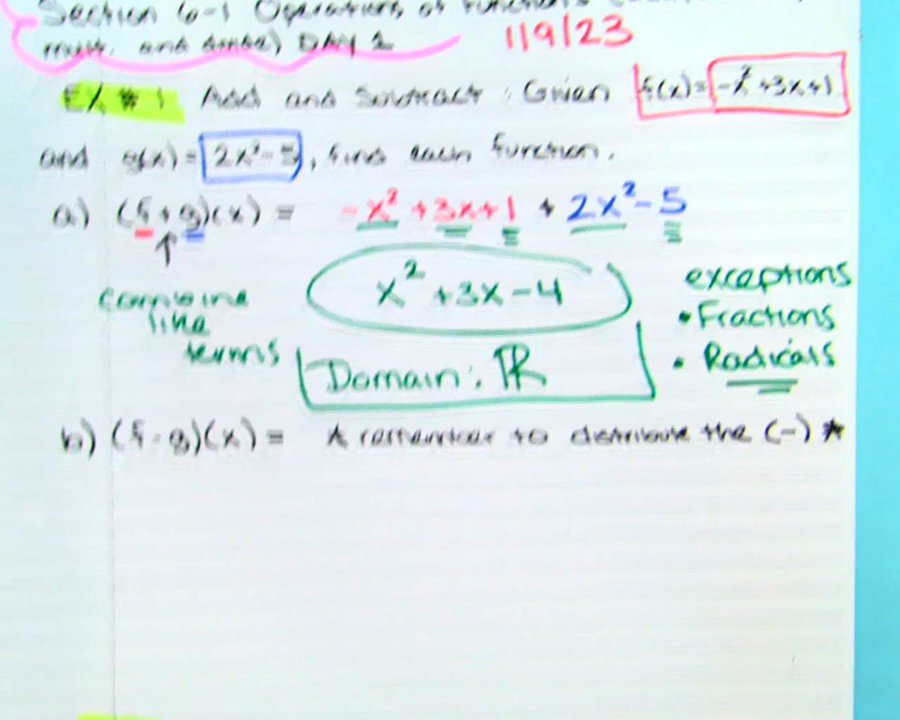 Section 6-1 Operations of Functions
mult. and divide) DAY 1 1/9/23
EX # 1 Add and Subtract: Given f(x)= -x² +3x+1
and g(x) = 2x² - 5, find each function.
a) (f + g)(x) = -x² +3x+1 + 2x² - 5
↑
combine like terms
x² +3x-4
Domain: ℝ
exceptions
• Fractions
• Radicals
b) (f - g)(x) = * remember to distribute the (-) *